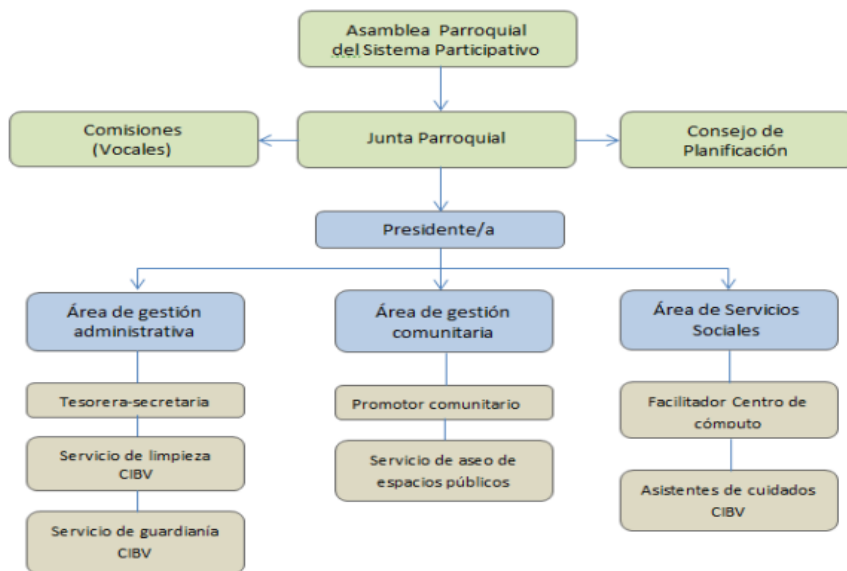 Asamblea Parroquial
del Sistema Participativo
Comisiones
(Vocales)
Junta Parroquial
Consejo de
Planificación
Presidente/a
Área de gestión
administrativa
Área de gestión
comunitaria
Área de Servicios
Sociales
Tesorera-secretaria
Promotor comunitario
Facilitador Centro de
cómputo
Servicio de limpieza
CIBV
Servicio de aseo de
espacios públicos
Asistentes de cuidados
CIBV
Servicio de guardianía
CIBV